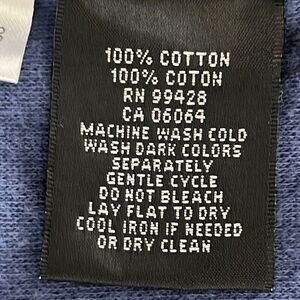 100% COTTON
100% COTON
RN 99428
CA 06064
MACHINE WASH COLD
WASH DARK COLORS
SEPARATELY
GENTLE CYCLE
DO NOT BLEACH
LAY FLAT TO DRY
COOL IRON IF NEEDED
OR DRY CLEAN